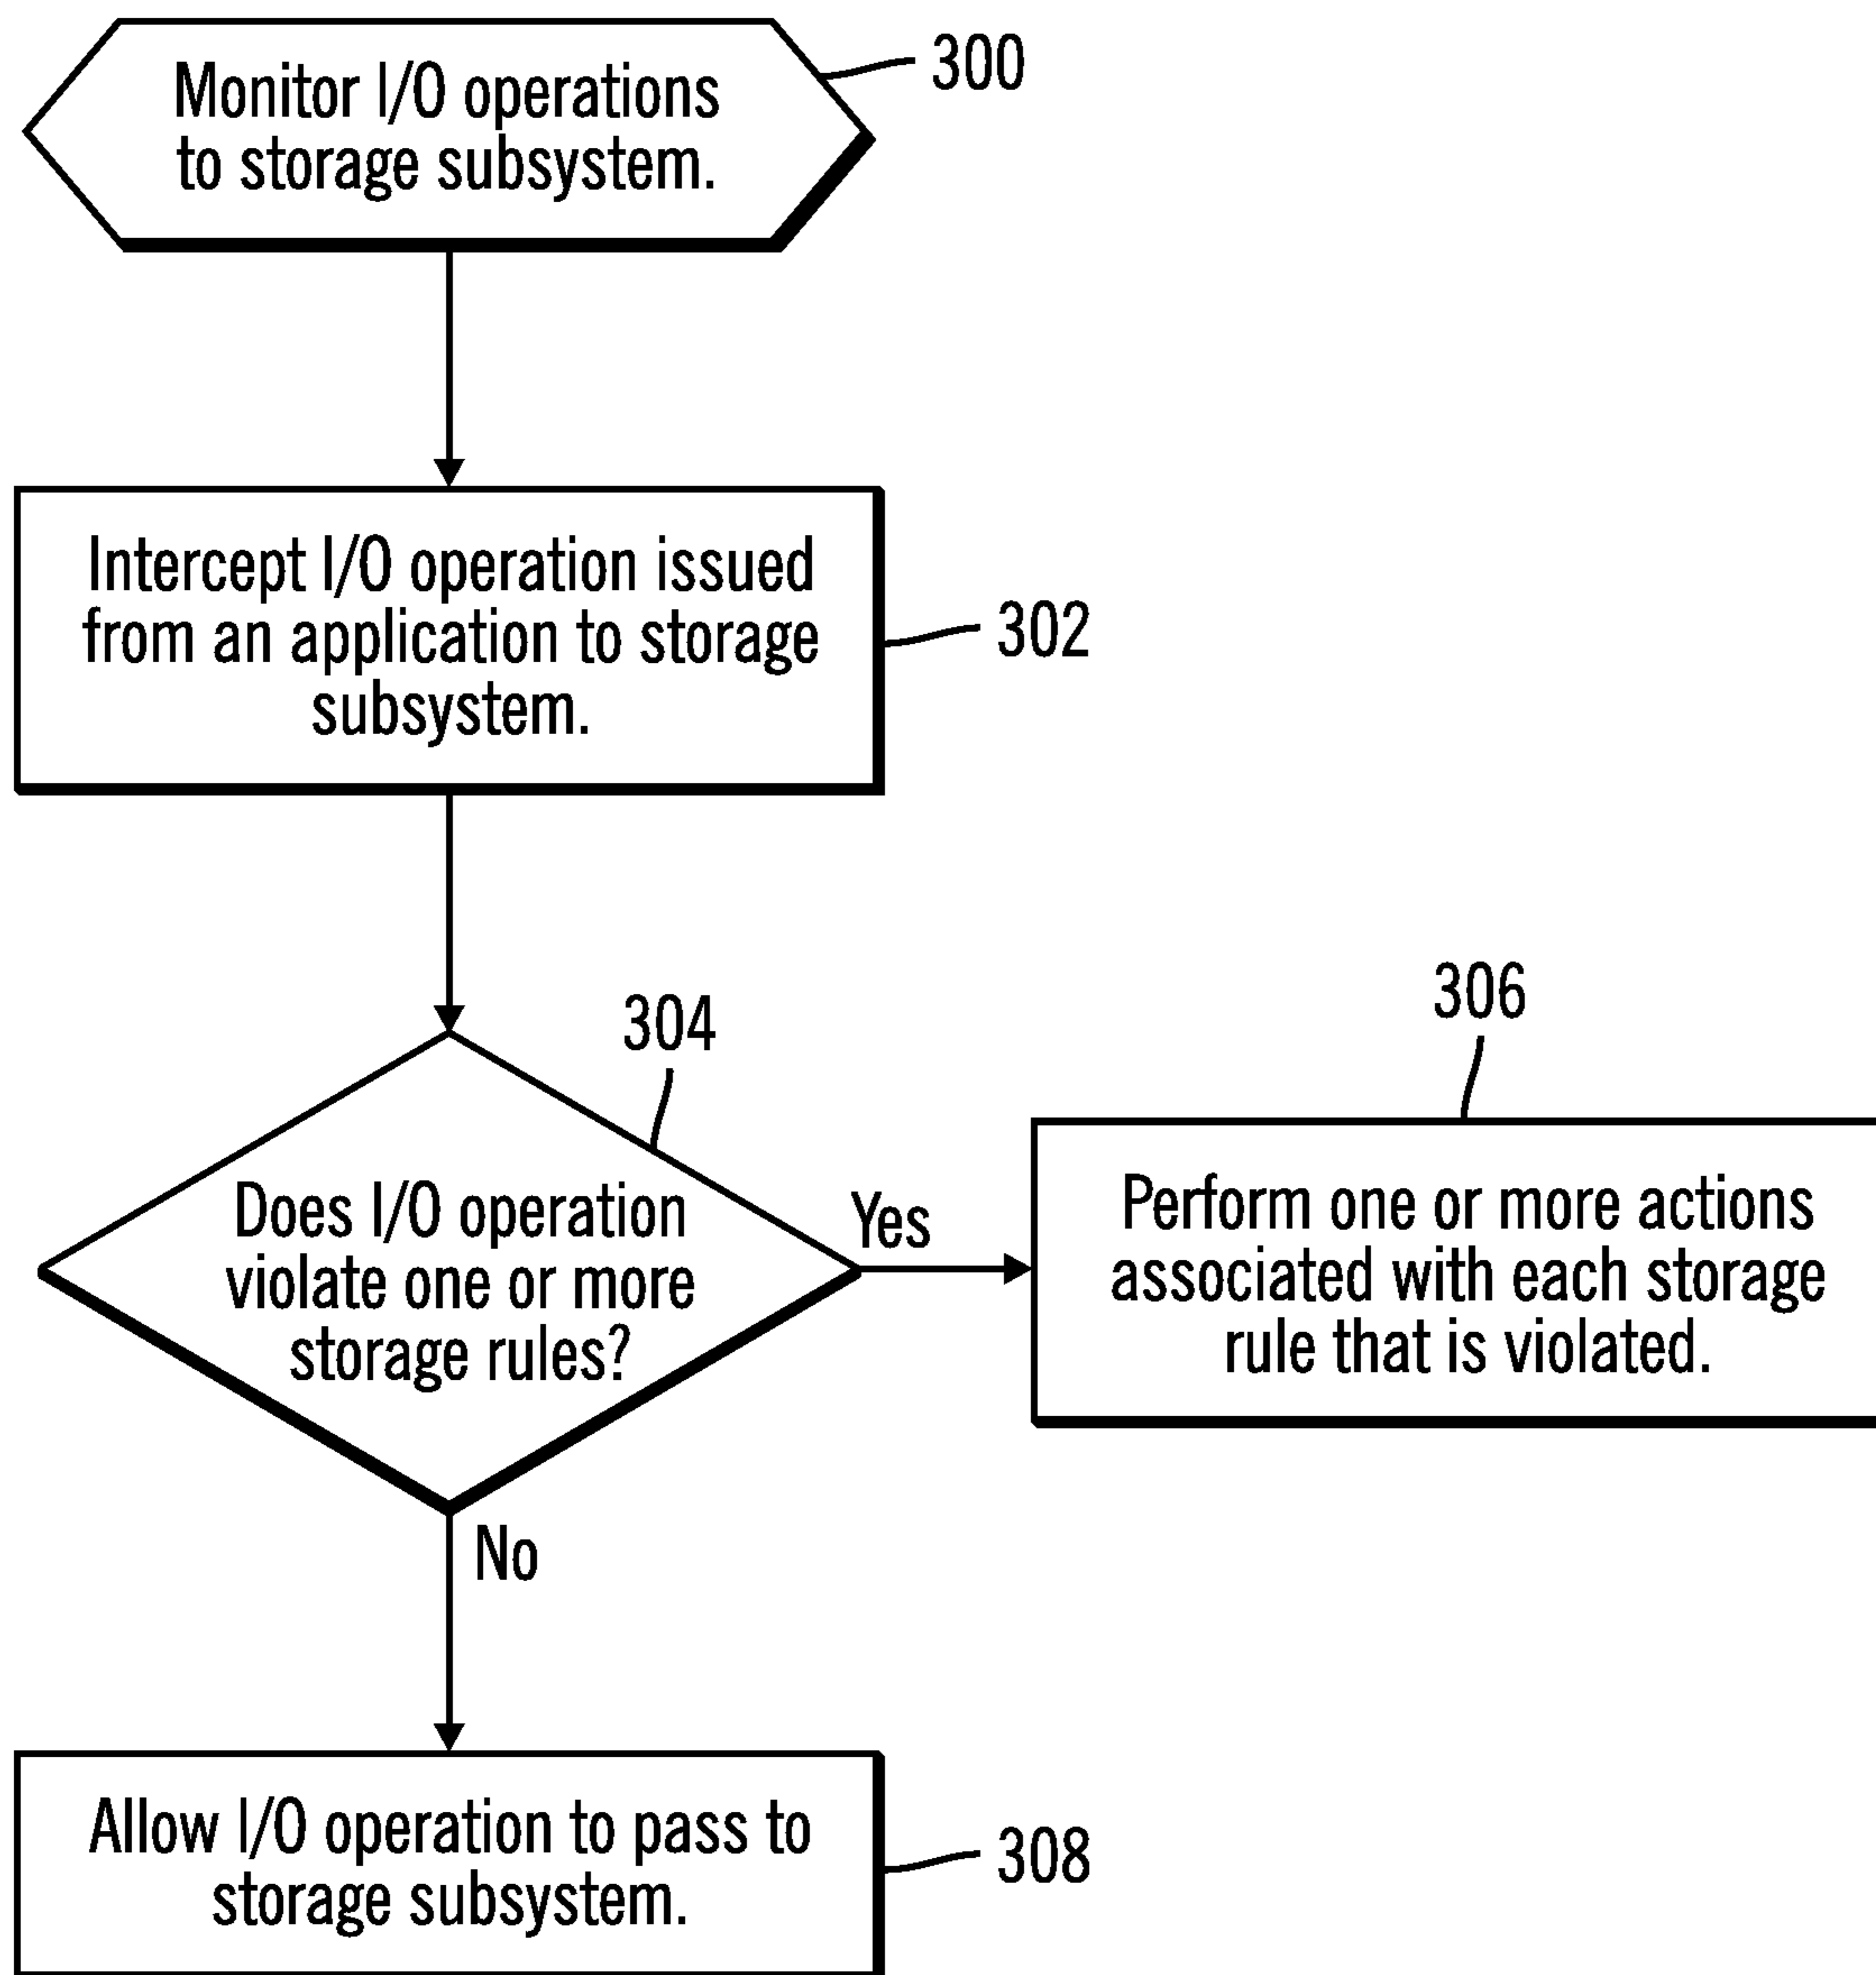 Monitor I/O operations
to storage subsystem.
300
Intercept I/O operation issued
from an application to storage
subsystem.
302
304
Does I/O operation
violate one or more
storage rules?
Yes
306
Perform one or more actions
associated with each storage
rule that is violated.
No
Allow I/O operation to pass to
storage subsystem.
308